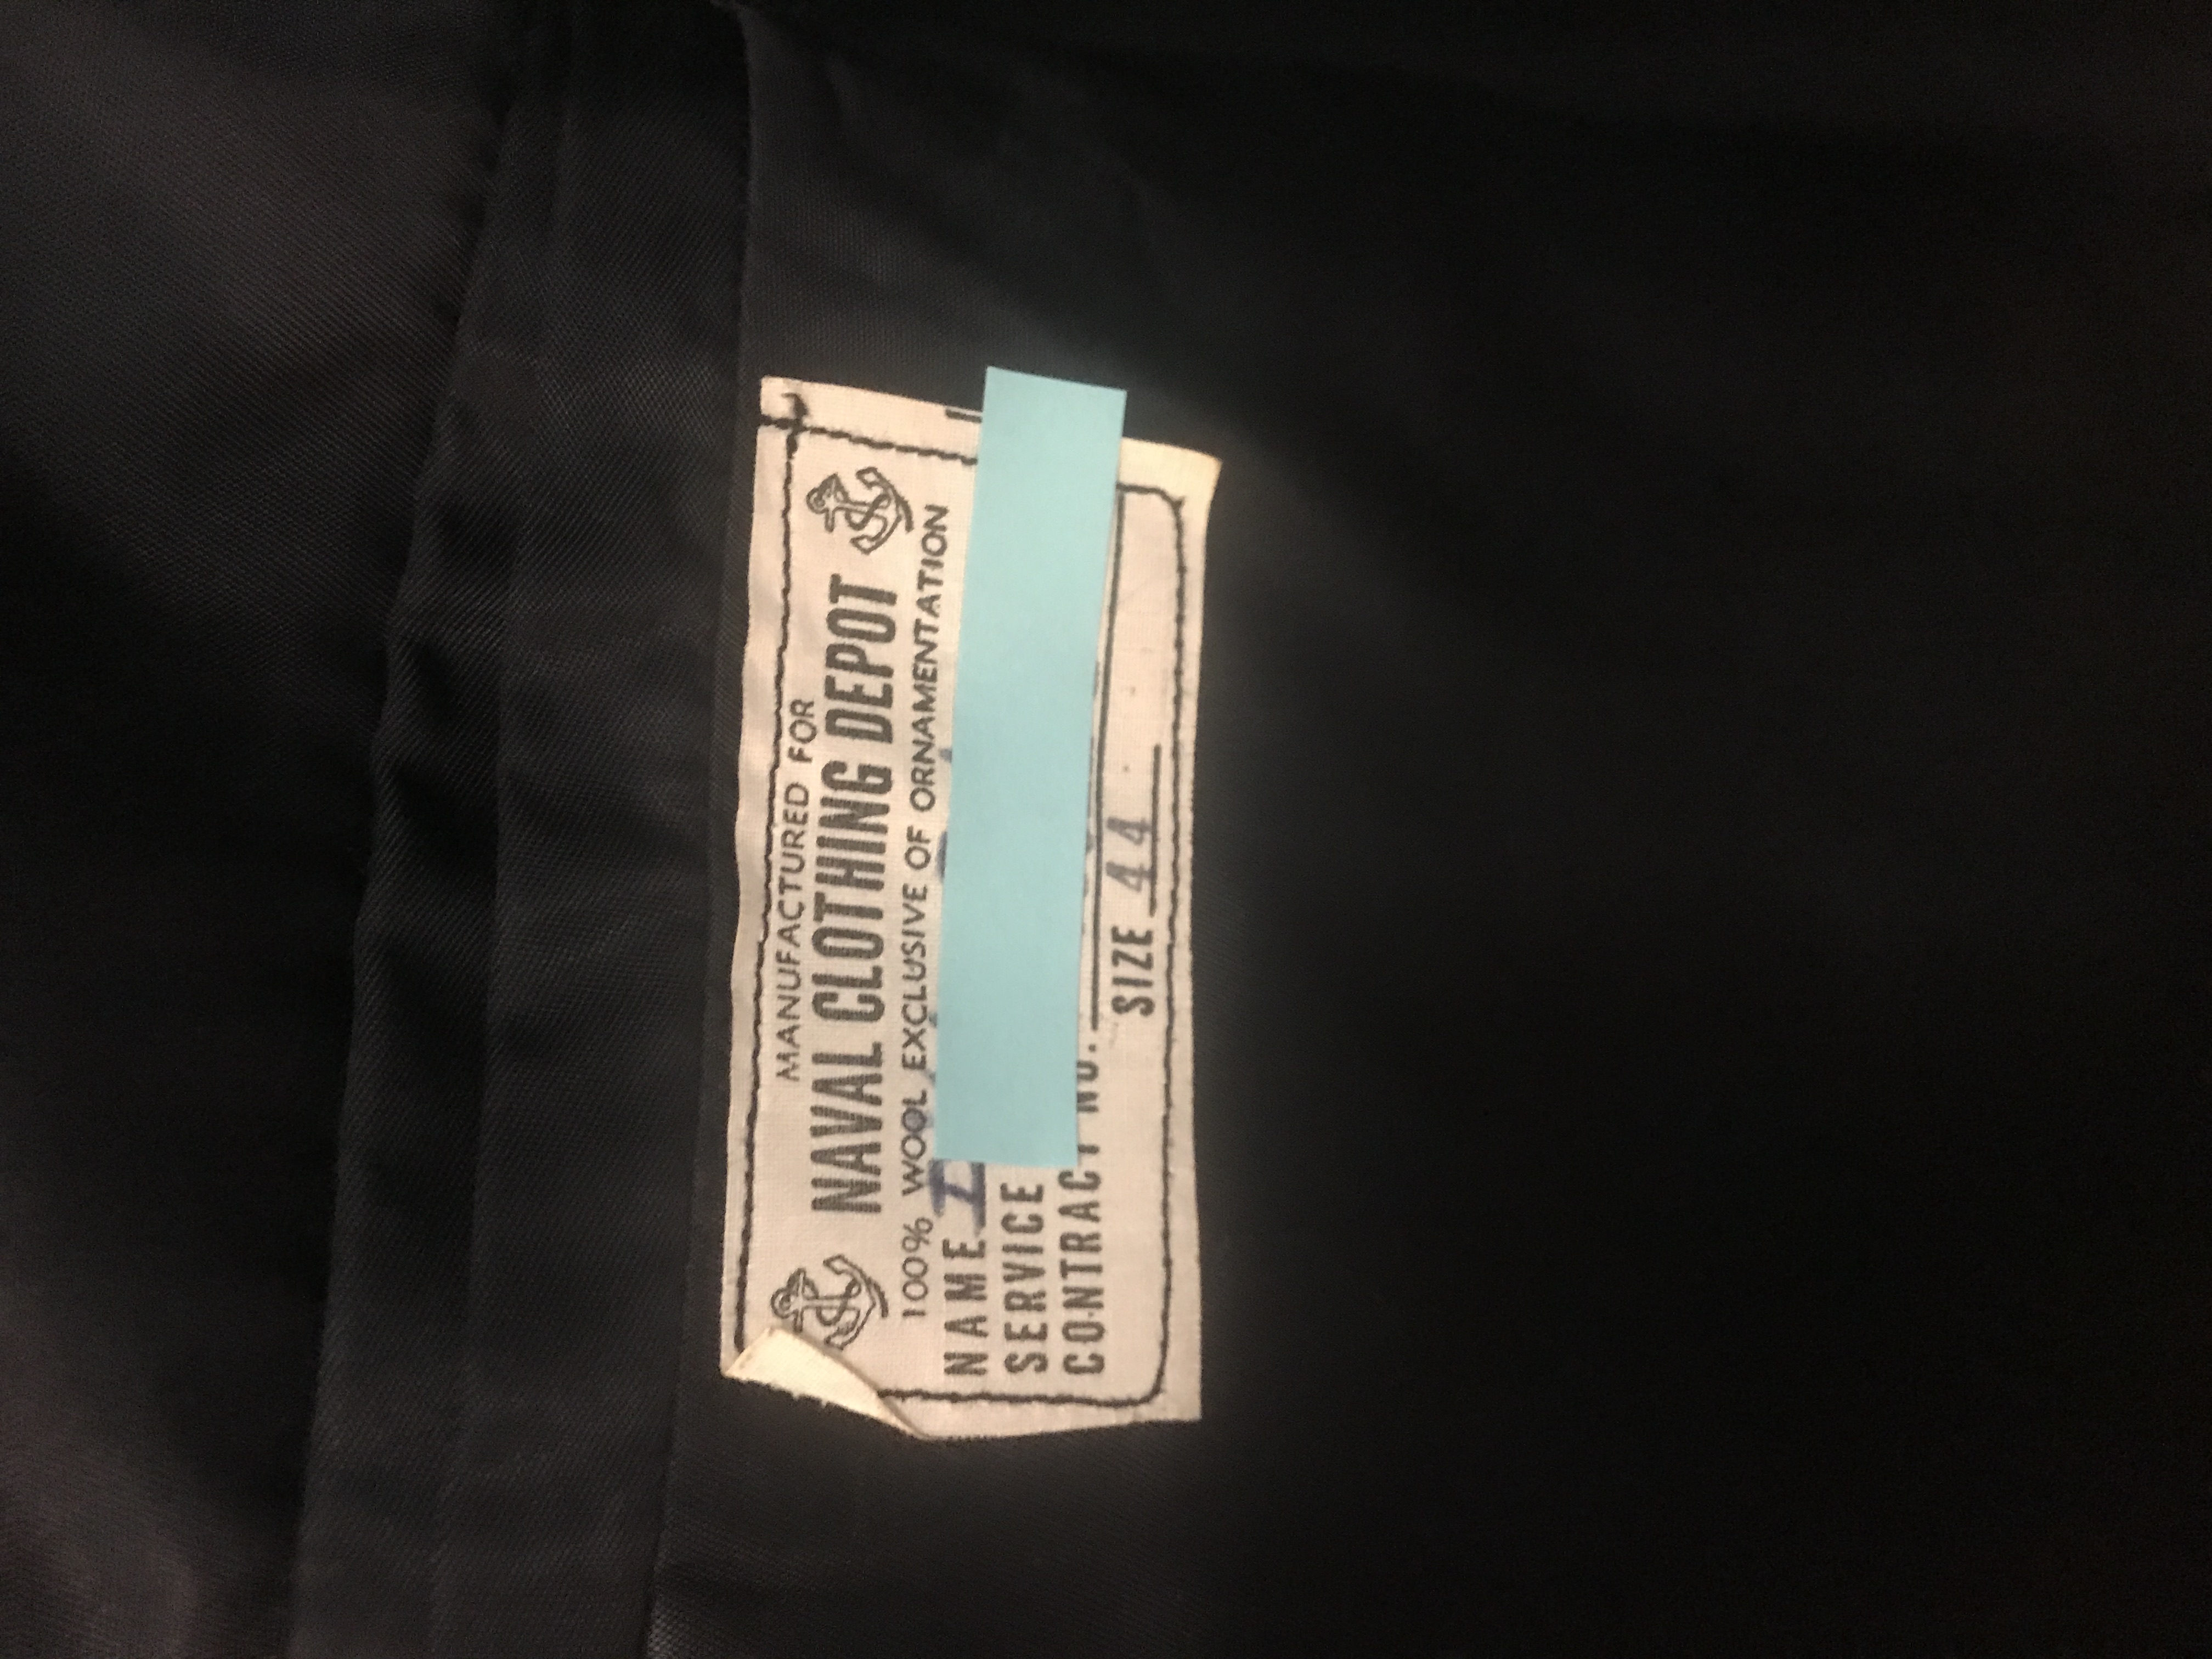 MANUFACTURED FOR
NAVAL CLOTHING DEPOT
100% WOOL EXCLUSIVE OF ORNAMENTATION
NAME
SERVICE
CONTRACT NO.
SIZE 44